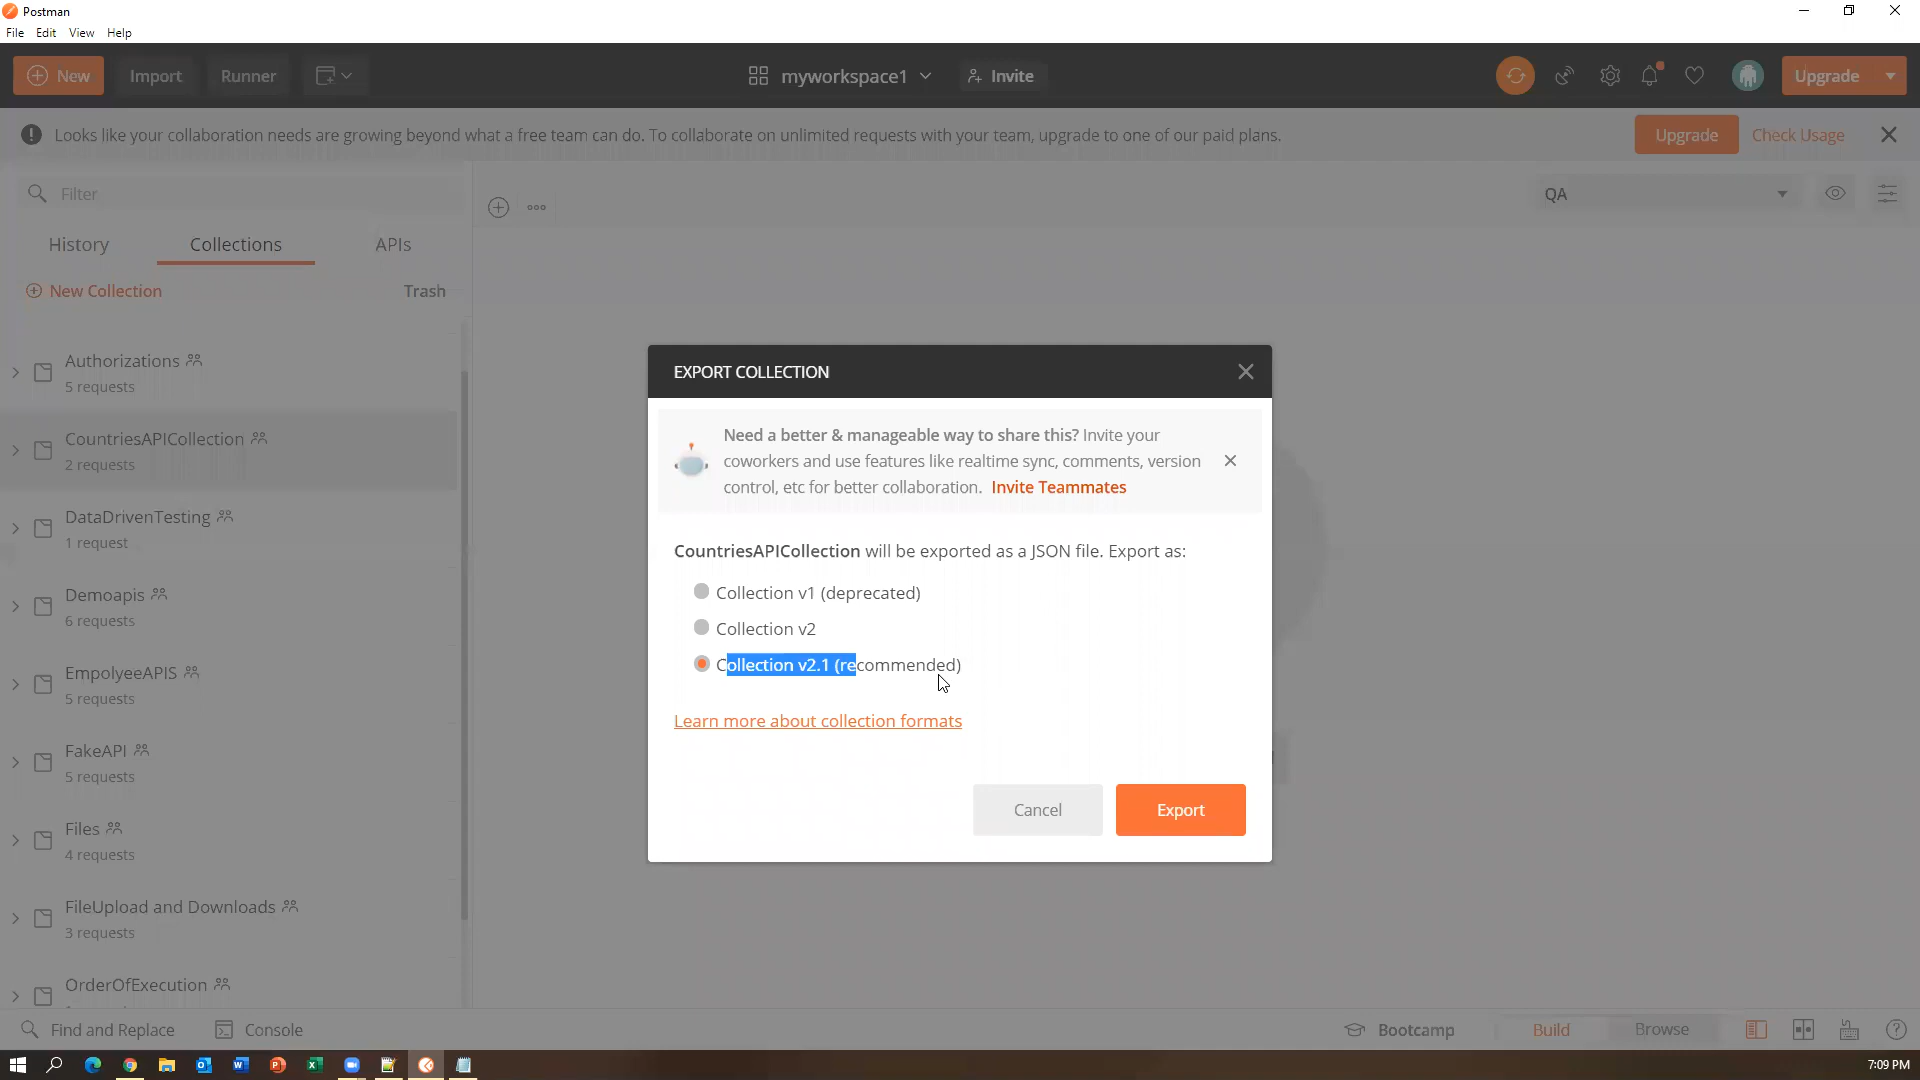 Postman
File Edit View Help
New Import Runner myworkspace1 Invite Upgrade
Looks like your collaboration needs are growing beyond what a free team can do. To collaborate on unlimited requests with your team, upgrade to one of our paid plans. Upgrade Check Usage
Filter
QA
History Collections APIs
New Collection Trash
Authorizations
5 requests
CountriesAPICollection
2 requests
DataDrivenTesting
1 request
Demoapis
6 requests
EmpolyeeAPIS
5 requests
FakeAPI
5 requests
Files
4 requests
FileUpload and Downloads
3 requests
OrderOfExecution
EXPORT COLLECTION
Need a better & manageable way to share this? Invite your
coworkers and use features like realtime sync, comments, version
control, etc for better collaboration. Invite Teammates
CountriesAPICollection will be exported as a JSON file. Export as:
Collection v1 (deprecated)
Collection v2
Collection v2.1 (recommended)
Learn more about collection formats
Cancel Export
Find and Replace Console Bootcamp Build Browse
7:09 PM